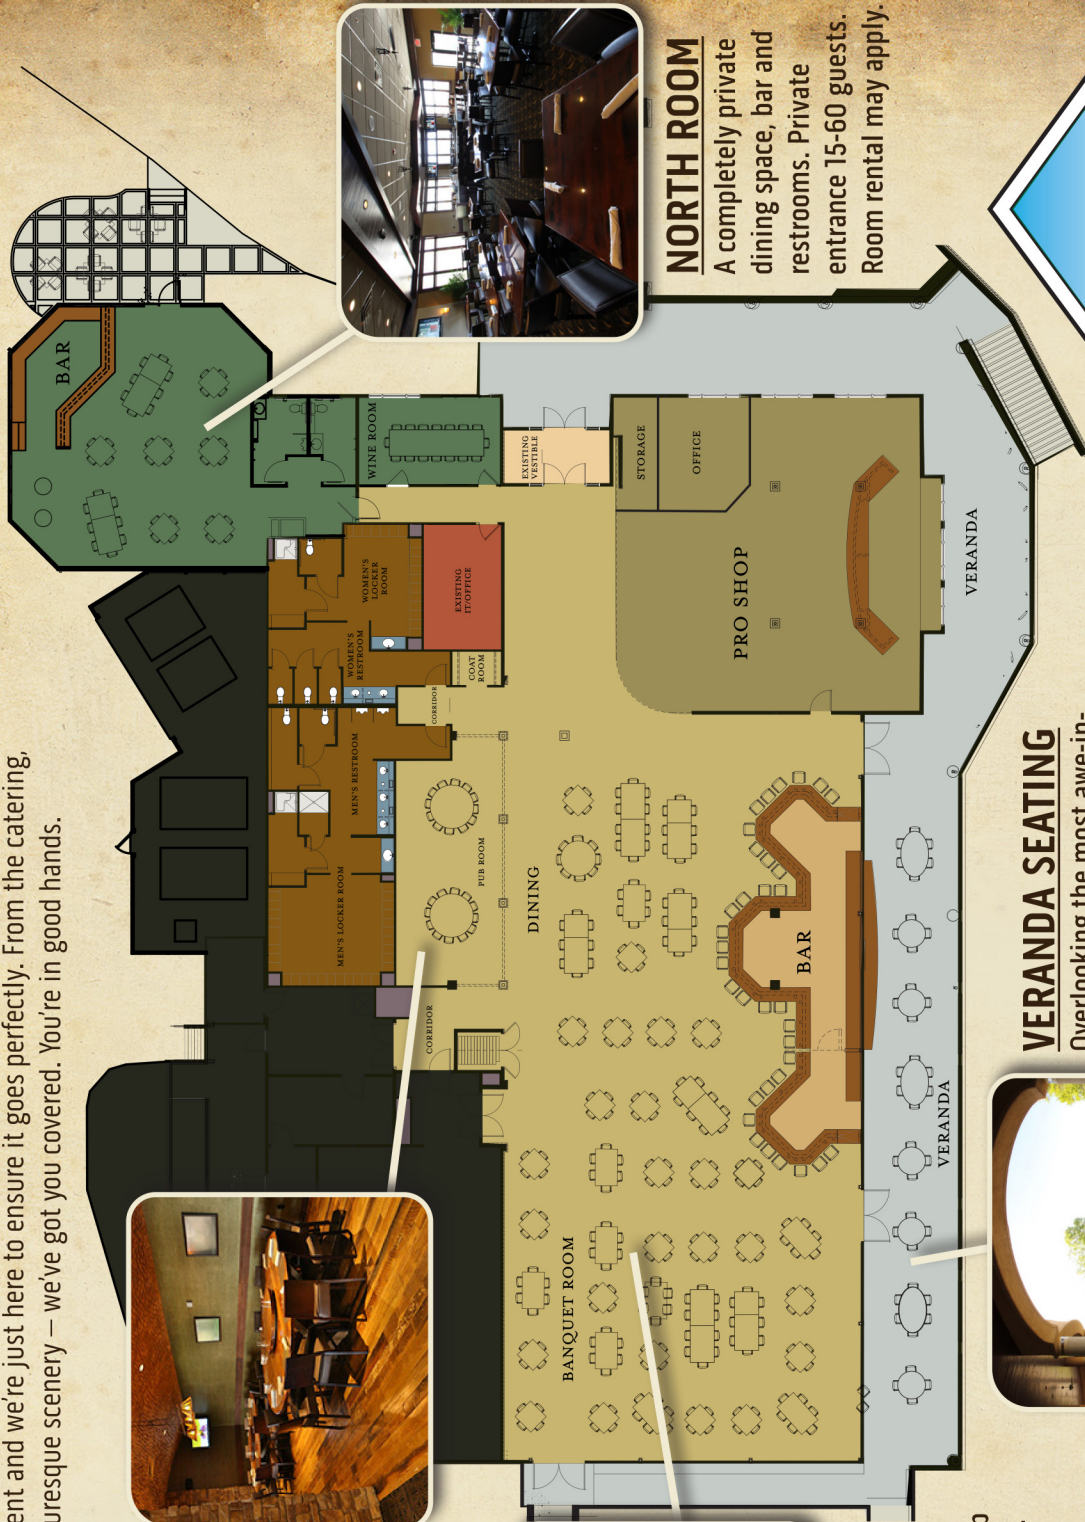 ent and we're just here to ensure it goes perfectly. From the catering,
uresque scenery – we've got you covered. You're in good hands.
BAR
WINE ROOM
EXISTING
VESTIBLE
STORAGE
OFFICE
WOMEN'S
LOCKER
ROOM
EXISTING
IT/OFFICE
WOMEN'S
RESTROOM
COAT
ROOM
CORRIDOR
MEN'S RESTROOM
MEN'S LOCKER ROOM
PUB ROOM
DINING
CORRIDOR
PRO SHOP
VERANDA
BAR
BANQUET ROOM
VERANDA
NORTH ROOM
A completely private
dining space, bar and
restrooms. Private
entrance 15-60 guests.
Room rental may apply.
VERANDA SEATING
Overlooking the most awe-in-